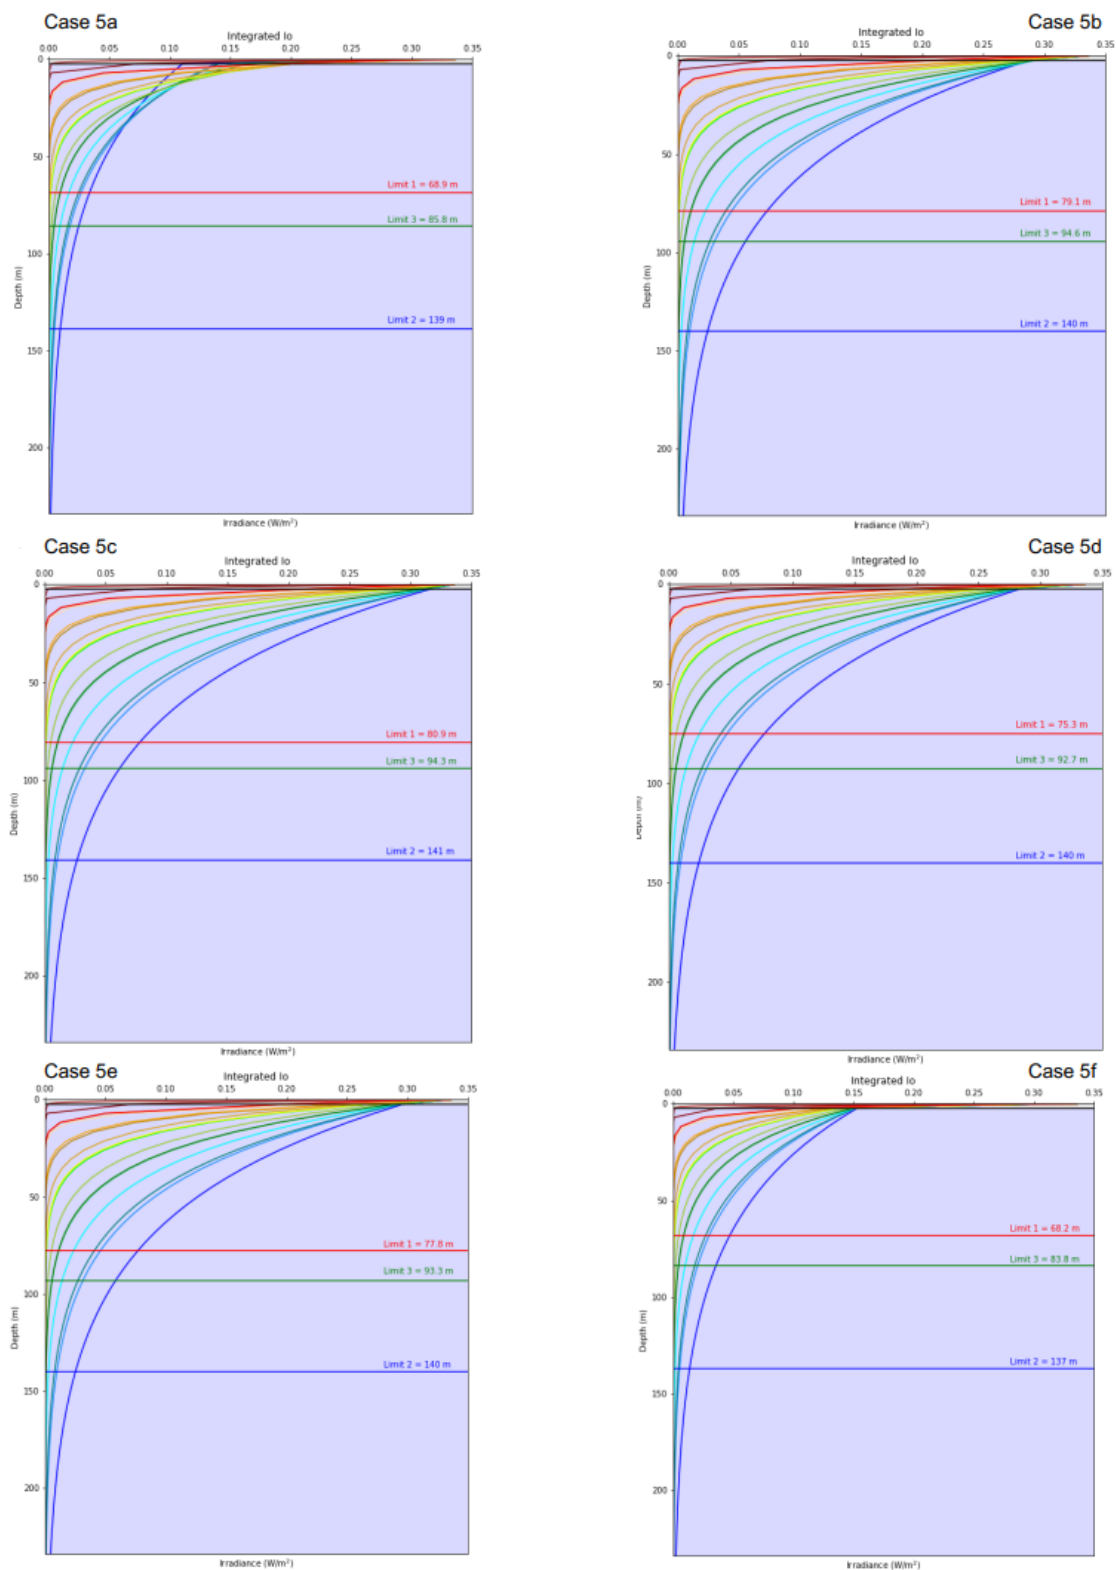 Case 5a
Integrated Io
0.00 0.05 0.10 0.15 0.20 0.25 0.30 0.35
0
50
100
150
200
Depth (m)
Limit 1 = 68.9 m
Limit 3 = 85.8 m
Limit 2 = 139 m
Irradiance (W/m²)
Case 5b
Integrated Io
0.00 0.05 0.10 0.15 0.20 0.25 0.30 0.35
0
50
100
150
200
Depth (m)
Limit 1 = 79.1 m
Limit 3 = 94.6 m
Limit 2 = 140 m
Irradiance (W/m²)
Case 5c
Integrated Io
0.00 0.05 0.10 0.15 0.20 0.25 0.30 0.35
0
50
100
150
200
Depth (m)
Limit 1 = 80.9 m
Limit 3 = 94.3 m
Limit 2 = 141 m
Irradiance (W/m²)
Case 5d
Integrated Io
0.00 0.05 0.10 0.15 0.20 0.25 0.30 0.35
0
50
100
150
200
Depth (m)
Limit 1 = 75.3 m
Limit 3 = 92.7 m
Limit 2 = 140 m
Irradiance (W/m²)
Case 5e
Integrated Io
0.00 0.05 0.10 0.15 0.20 0.25 0.30 0.35
0
50
100
150
200
Depth (m)
Limit 1 = 77.8 m
Limit 3 = 93.3 m
Limit 2 = 140 m
Irradiance (W/m²)
Case 5f
Integrated Io
0.00 0.05 0.10 0.15 0.20 0.25 0.30 0.35
0
50
100
150
200
Depth (m)
Limit 1 = 68.2 m
Limit 3 = 83.8 m
Limit 2 = 137 m
Irradiance (W/m²)